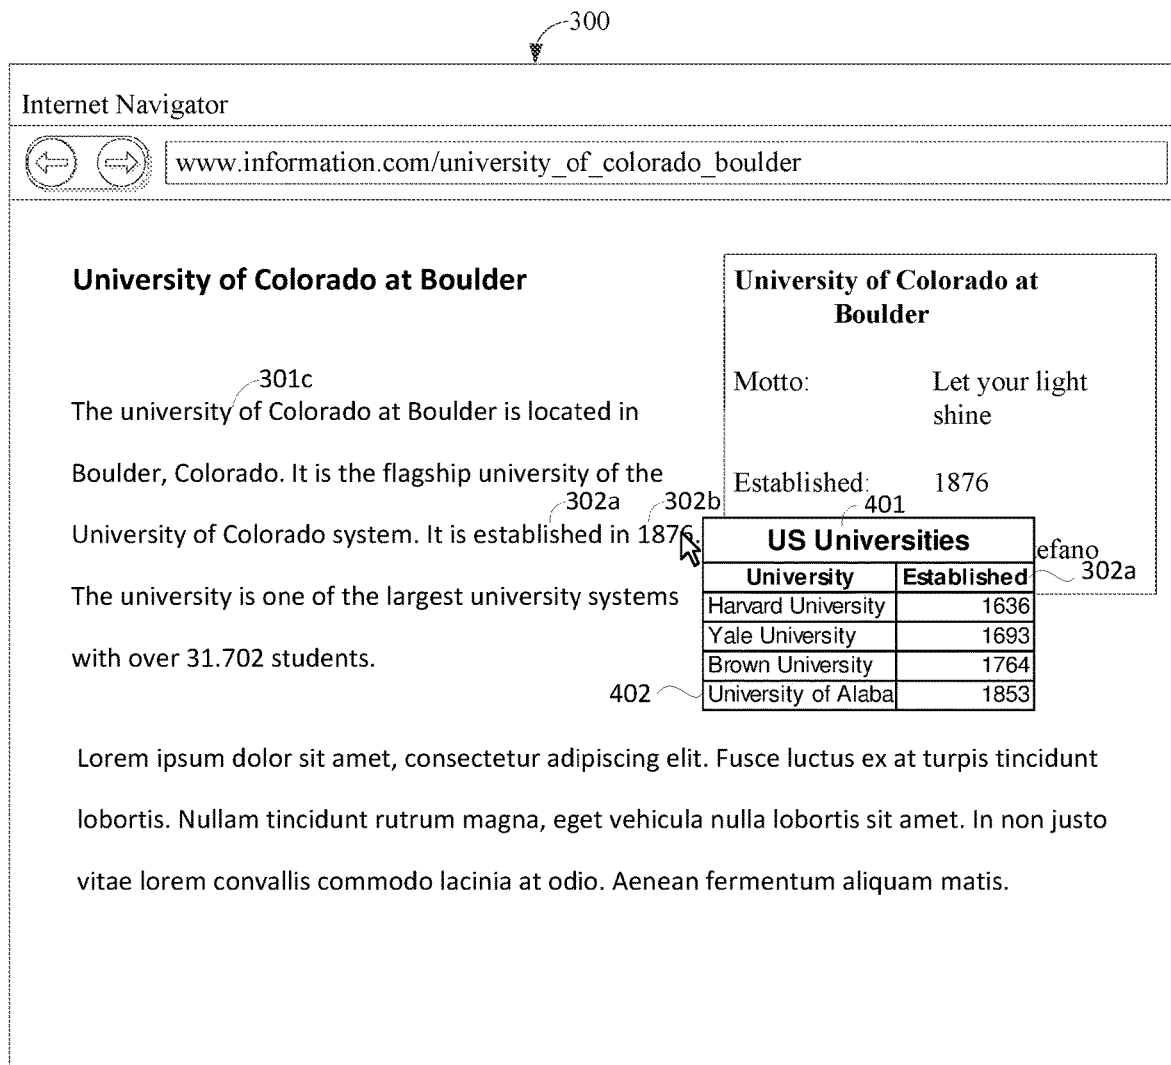 300
Internet Navigator
www.information.com/university_of_colorado_boulder
University of Colorado at Boulder
301c
The university of Colorado at Boulder is located in
Boulder, Colorado. It is the flagship university of the
302a 302b
University of Colorado system. It is established in 1876.
The university is one of the largest university systems
with over 31.702 students.
University of Colorado at
Boulder
Motto: Let your light
shine
Established: 1876
401
efano
US Universities
University Established 302a
Harvard University 1636
Yale University 1693
Brown University 1764
402 University of Alaba 1853
Lorem ipsum dolor sit amet, consectetur adipiscing elit. Fusce luctus ex at turpis tincidunt
lobortis. Nullam tincidunt rutrum magna, eget vehicula nulla lobortis sit amet. In non justo
vitae lorem convallis commodo lacinia at odio. Aenean fermentum aliquam matis.